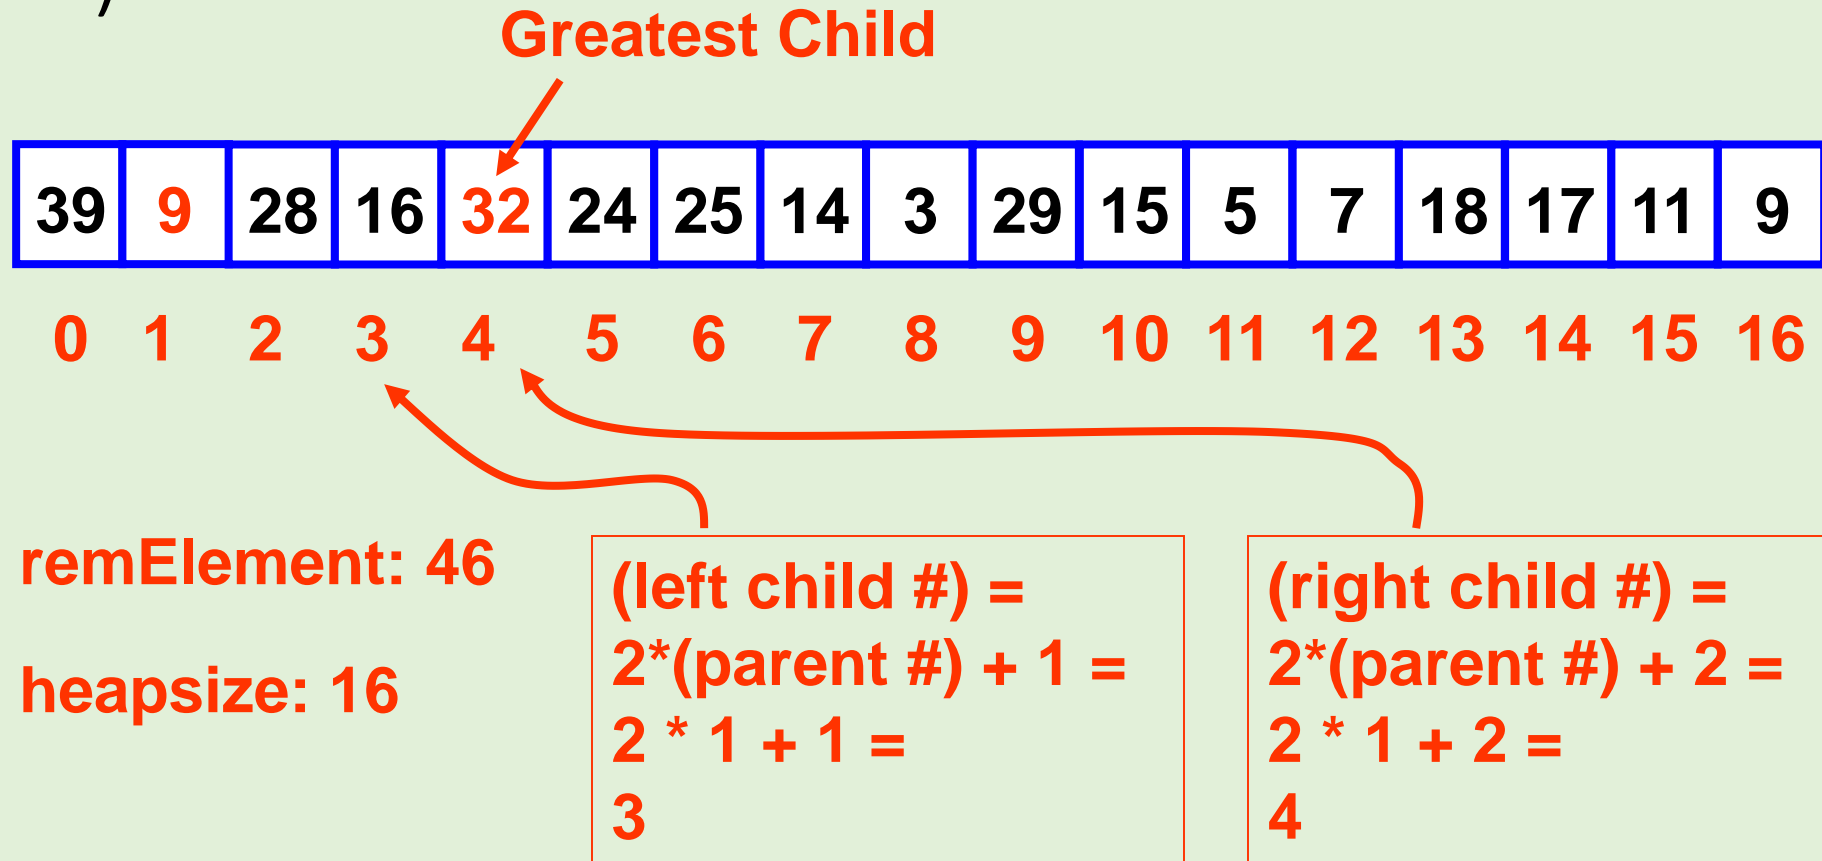 )
Greatest Child
39 9 28 16 32 24 25 14 3 29 15 5 7 18 17 11 9
0 1 2 3 4 5 6 7 8 9 10 11 12 13 14 15 16
remElement: 46
heapsize: 16
(left child #) =
2*(parent #) + 1 =
2 * 1 + 1 =
3
(right child #) =
2*(parent #) + 2 =
2 * 1 + 2 =
4